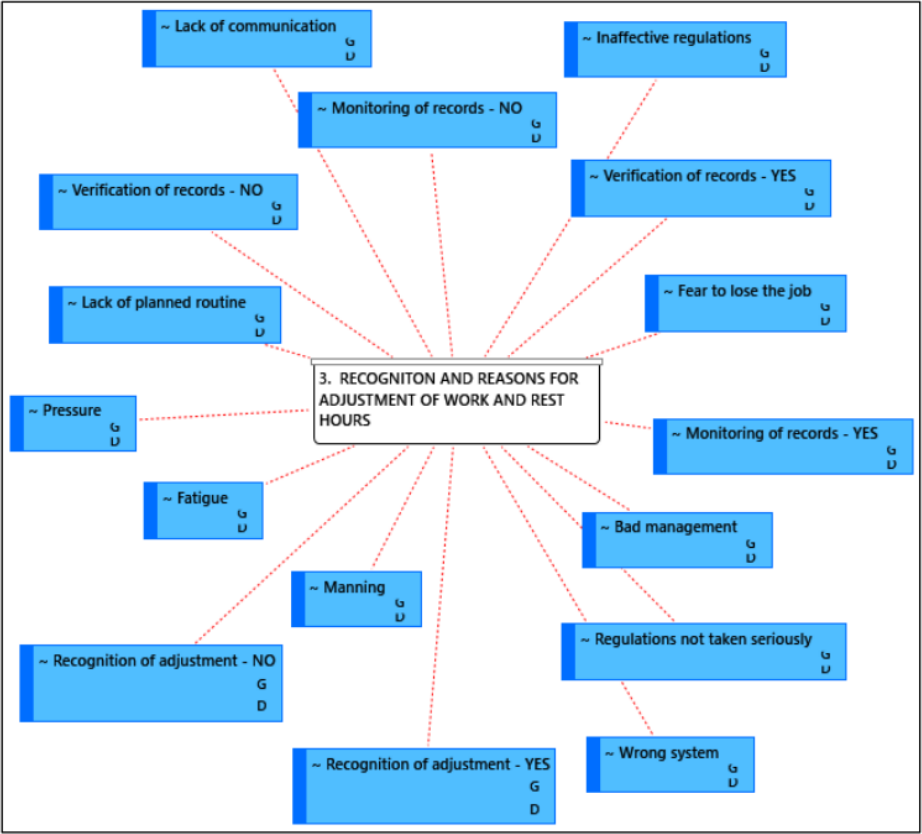 ~ Lack of communication
G
D
~ Inaffective regulations
G
D
~ Monitoring of records - NO
G
D
~ Verification of records - YES
G
D
~ Verification of records - NO
G
D
~ Fear to lose the job
G
D
~ Lack of planned routine
G
D
3. RECOGNITON AND REASONS FOR
ADJUSTMENT OF WORK AND REST
HOURS
~ Pressure
G
D
~ Monitoring of records - YES
G
D
~ Fatigue
G
D
~ Bad management
G
D
~ Manning
G
D
~ Regulations not taken seriously
G
D
~ Recognition of adjustment - NO
G
D
~ Wrong system
G
D
~ Recognition of adjustment - YES
G
D